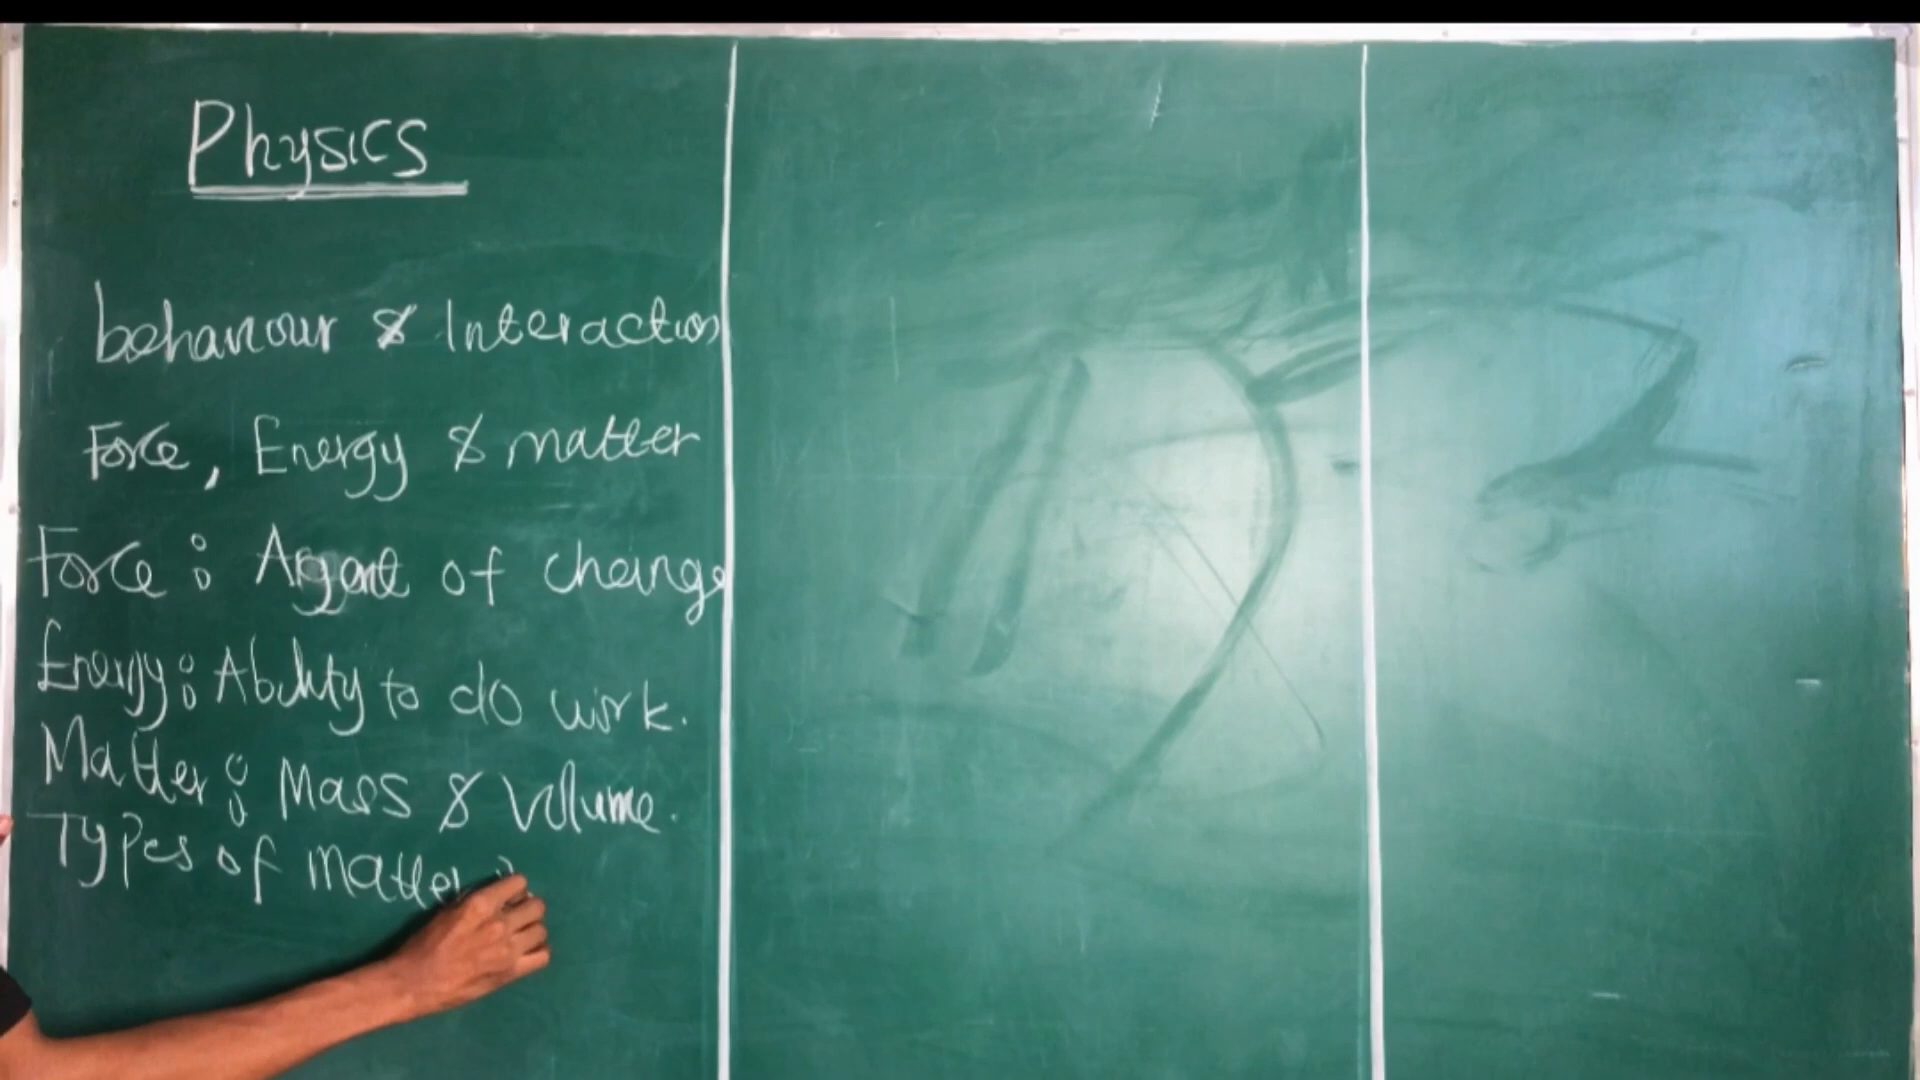 Physics
behaviour & Interaction
Force, Energy & matter
Force : Agent of change
Energy : Ability to do work.
Matter : Mass & volume.
Types of matter :